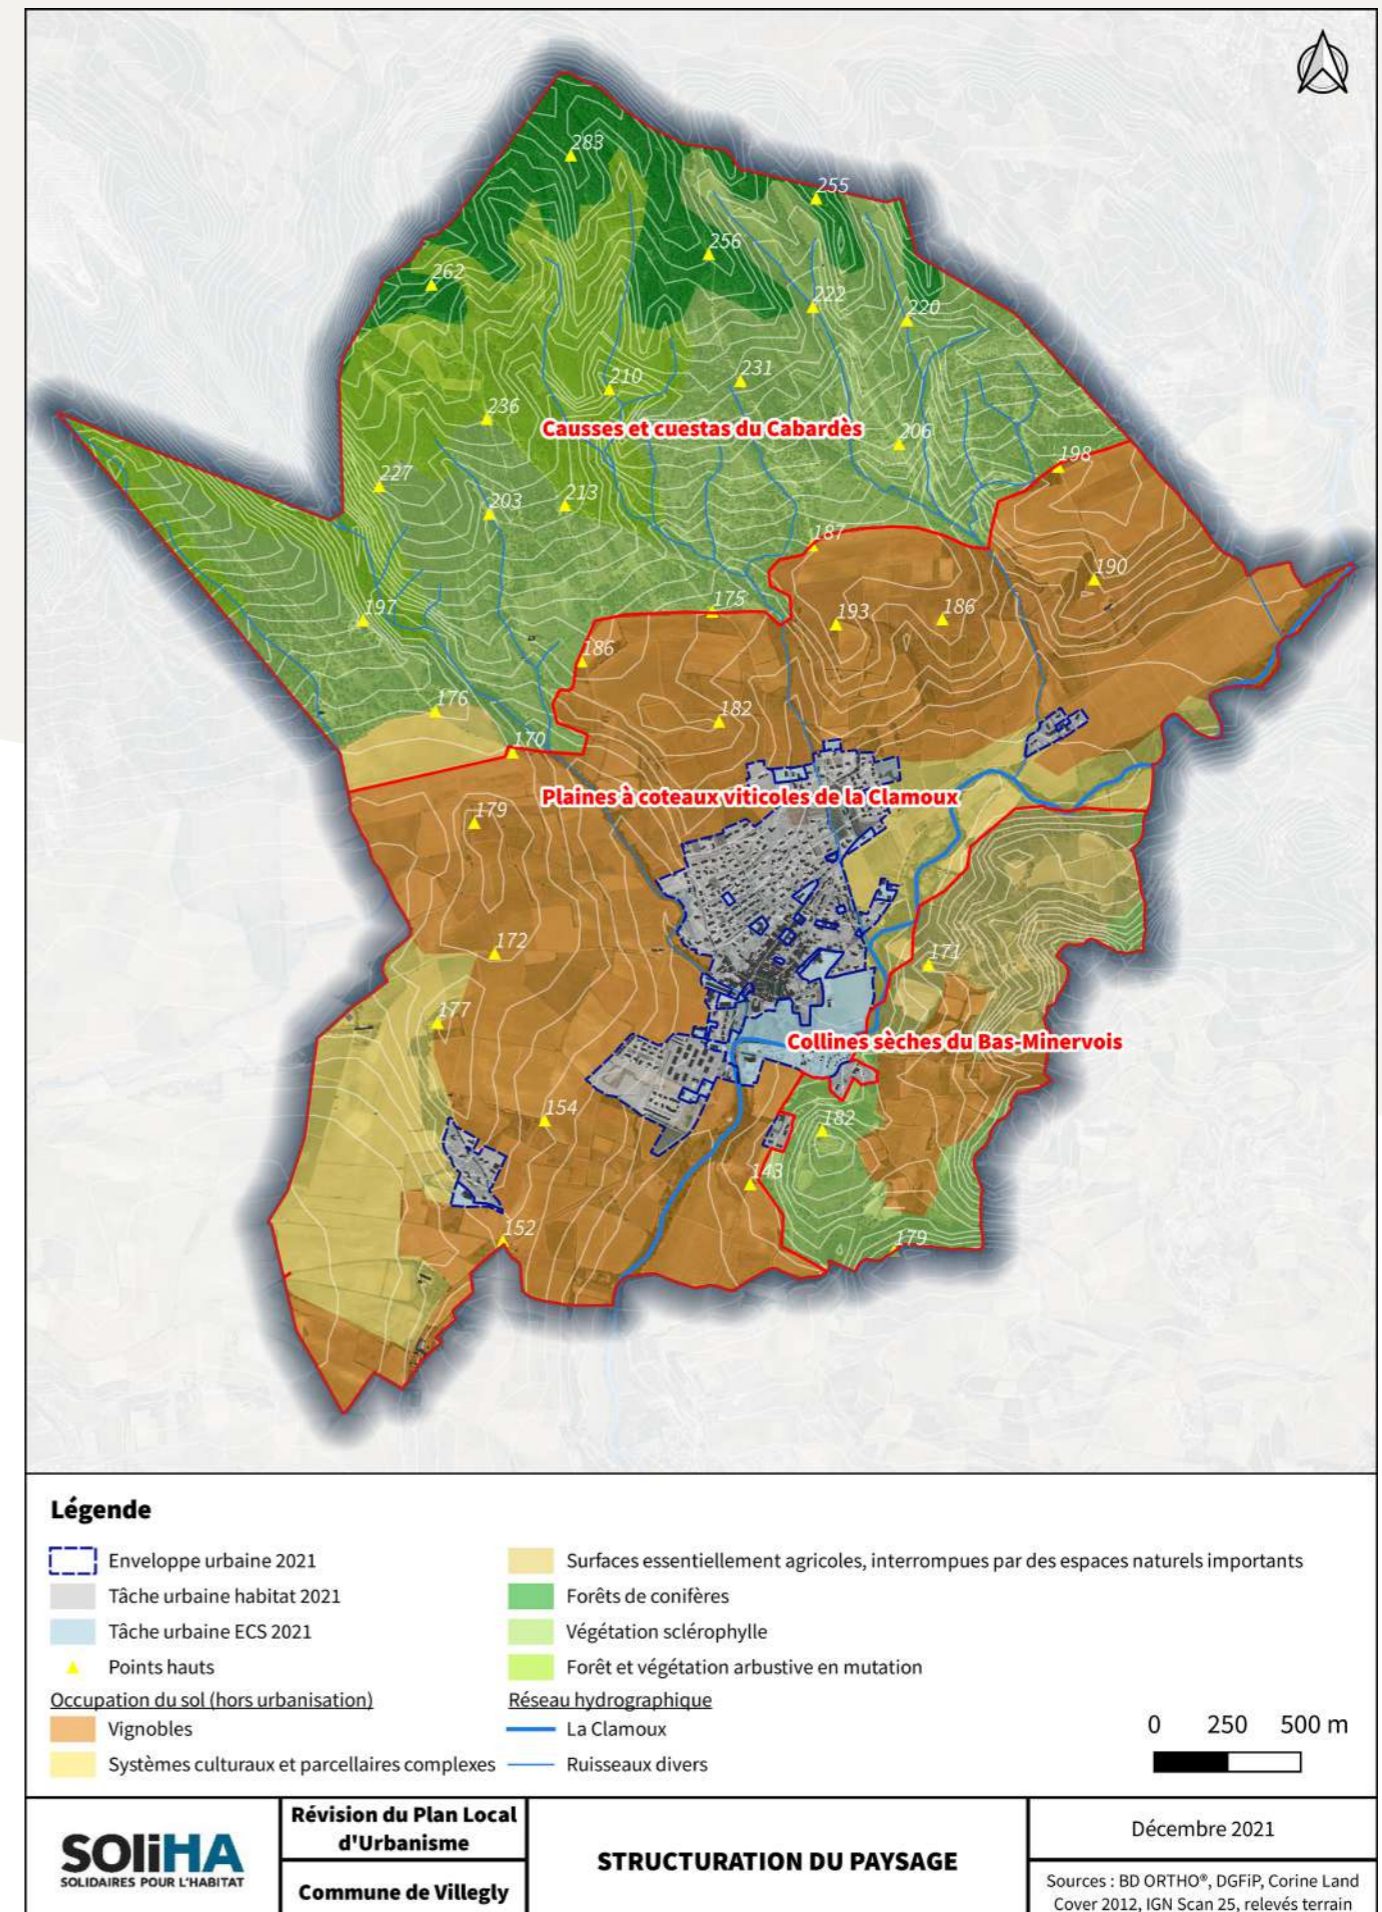 283
255
256
262
222
220
210
231
236
Causses et cuestas du Cabardès
206
198
227
203
213
187
190
197
175
193
186
186
176
182
170
Plaines à coteaux viticoles de la Clamoux
179
172
171
177
Collines sèches du Bas-Minervois
154
182
143
152
179
Légende
Enveloppe urbaine 2021
Tâche urbaine habitat 2021
Tâche urbaine ECS 2021
Points hauts
Occupation du sol (hors urbanisation)
Vignobles
Systèmes culturaux et parcellaires complexes
Surfaces essentiellement agricoles, interrompues par des espaces naturels importants
Forêts de conifères
Végétation sclérophylle
Forêt et végétation arbustive en mutation
Réseau hydrographique
La Clamoux
Ruisseaux divers
0 250 500 m
SOLiHA
SOLIDAIRES POUR L'HABITAT
Révision du Plan Local
d'Urbanisme
Commune de Villegly
STRUCTURATION DU PAYSAGE
Décembre 2021
Sources : BD ORTHO®, DGFiP, Corine Land
Cover 2012, IGN Scan 25, relevés terrain